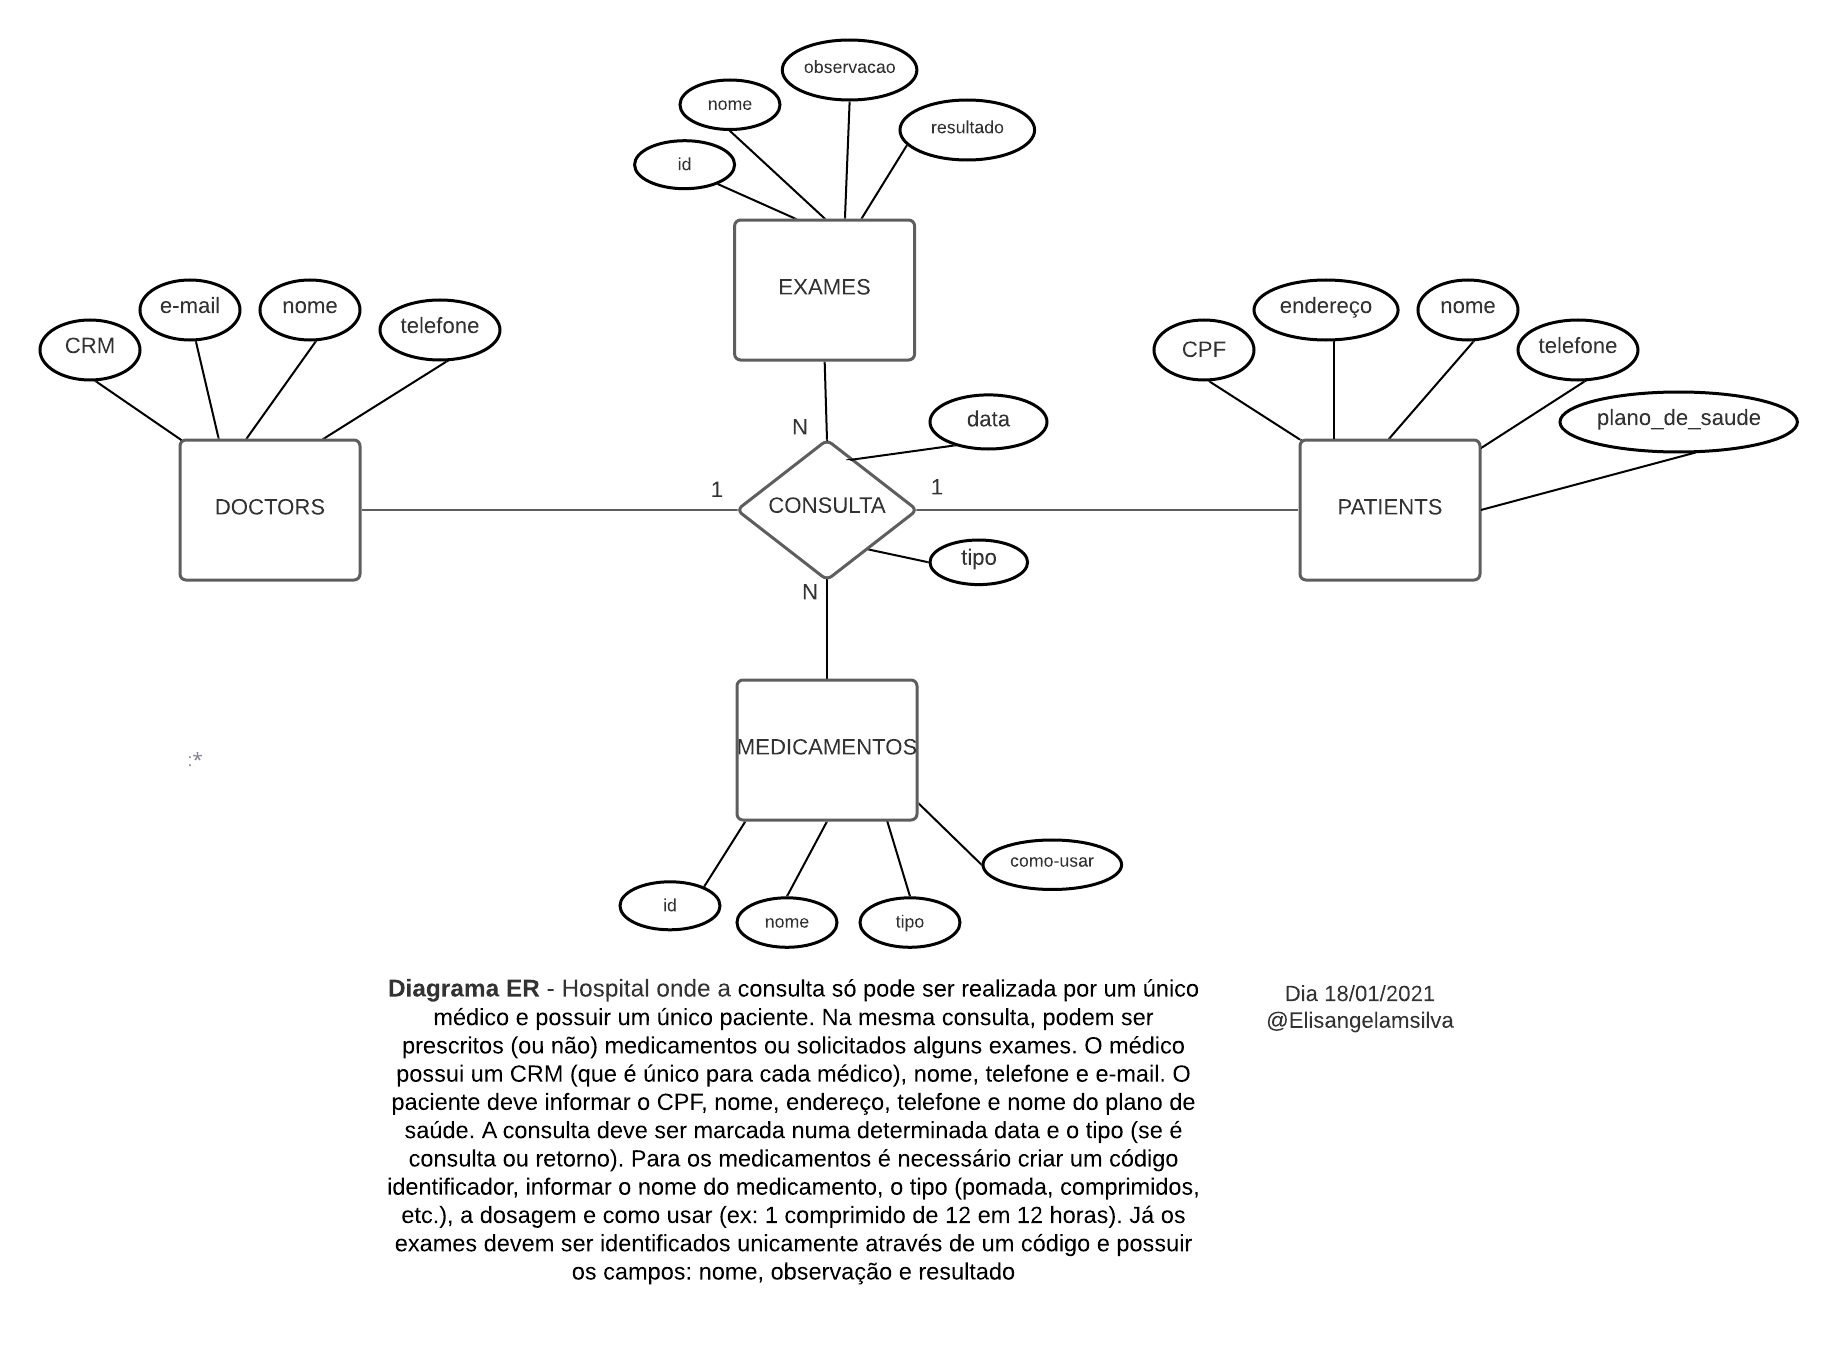 observacao
nome
resultado
id
EXAMES
CRM
e-mail
nome
telefone
DOCTORS
CPF
endereço
nome
telefone
plano_de_saude
PATIENTS
N
data
1
CONSULTA
1
tipo
N
MEDICAMENTOS
:*
id
nome
tipo
como-usar
Diagrama ER - Hospital onde a consulta só pode ser realizada por um único
médico e possuir um único paciente. Na mesma consulta, podem ser
prescritos (ou não) medicamentos ou solicitados alguns exames. O médico
possui um CRM (que é único para cada médico), nome, telefone e e-mail. O
paciente deve informar o CPF, nome, endereço, telefone e nome do plano de
saúde. A consulta deve ser marcada numa determinada data e o tipo (se é
consulta ou retorno). Para os medicamentos é necessário criar um código
identificador, informar o nome do medicamento, o tipo (pomada, comprimidos,
etc.), a dosagem e como usar (ex: 1 comprimido de 12 em 12 horas). Já os
exames devem ser identificados unicamente através de um código e possuir
os campos: nome, observação e resultado
Dia 18/01/2021
@Elisangelamsilva